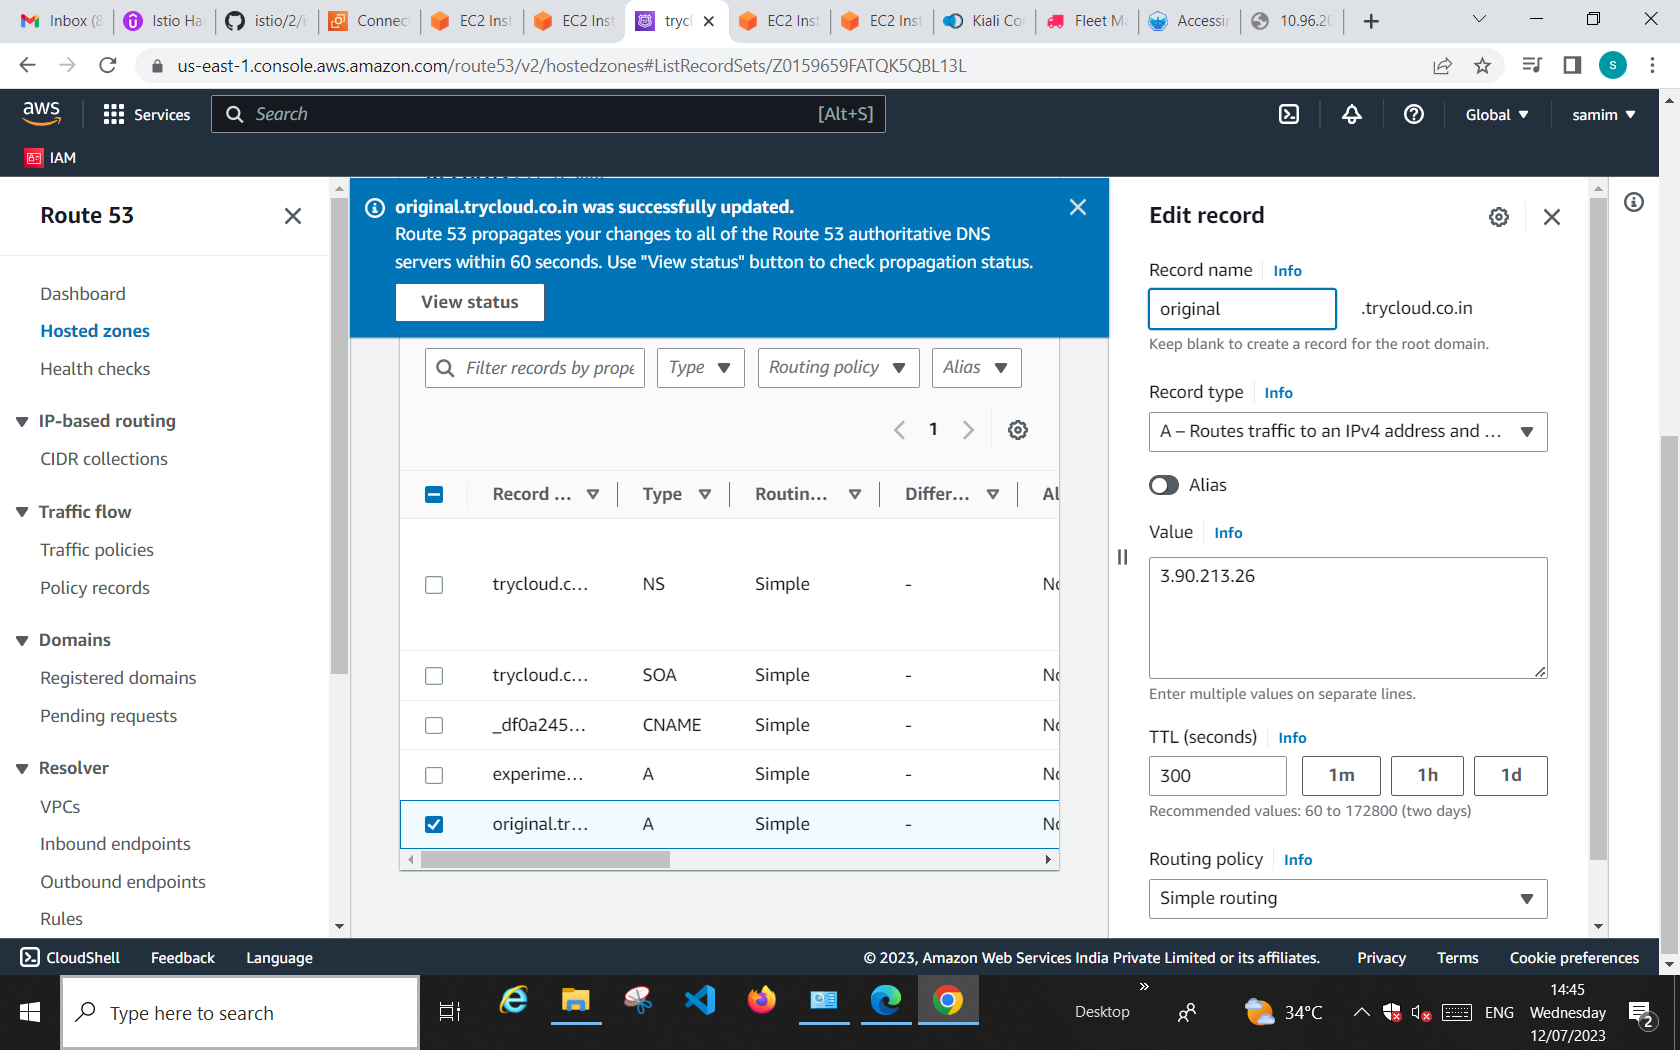 Inbox (8
Istio Ha
istio/2/i
Connect
EC2 Inst
EC2 Inst
trycl
EC2 Inst
EC2 Inst
Kiali Co
Fleet M
Accessi
10.96.20
us-east-1.console.aws.amazon.com/route53/v2/hostedzones#ListRecordSets/Z0159659FATQK5QBL13L
S
aws
Services
Search
[Alt+S]
Global
samim
IAM
Route 53
Dashboard
Hosted zones
Health checks
IP-based routing
CIDR collections
Traffic flow
Traffic policies
Policy records
Domains
Registered domains
Pending requests
Resolver
VPCs
Inbound endpoints
Outbound endpoints
Rules
original.trycloud.co.in was successfully updated.
Route 53 propagates your changes to all of the Route 53 authoritative DNS
servers within 60 seconds. Use "View status" button to check propagation status.
View status
Filter records by prope
Type
Routing policy
Alias
1
Record ... Type Routin... Differ... Al
trycloud.c... NS Simple - No
trycloud.c... SOA Simple - No
_df0a245... CNAME Simple - No
experime... A Simple - No
original.tr... A Simple - No
Edit record
Record name Info
original .trycloud.co.in
Keep blank to create a record for the root domain.
Record type Info
A – Routes traffic to an IPv4 address and ...
Alias
Value Info
3.90.213.26
Enter multiple values on separate lines.
TTL (seconds) Info
300 1m 1h 1d
Recommended values: 60 to 172800 (two days)
Routing policy Info
Simple routing
CloudShell Feedback Language © 2023, Amazon Web Services India Private Limited or its affiliates. Privacy Terms Cookie preferences
Type here to search
Desktop
34°C
ENG
14:45
Wednesday
12/07/2023
2